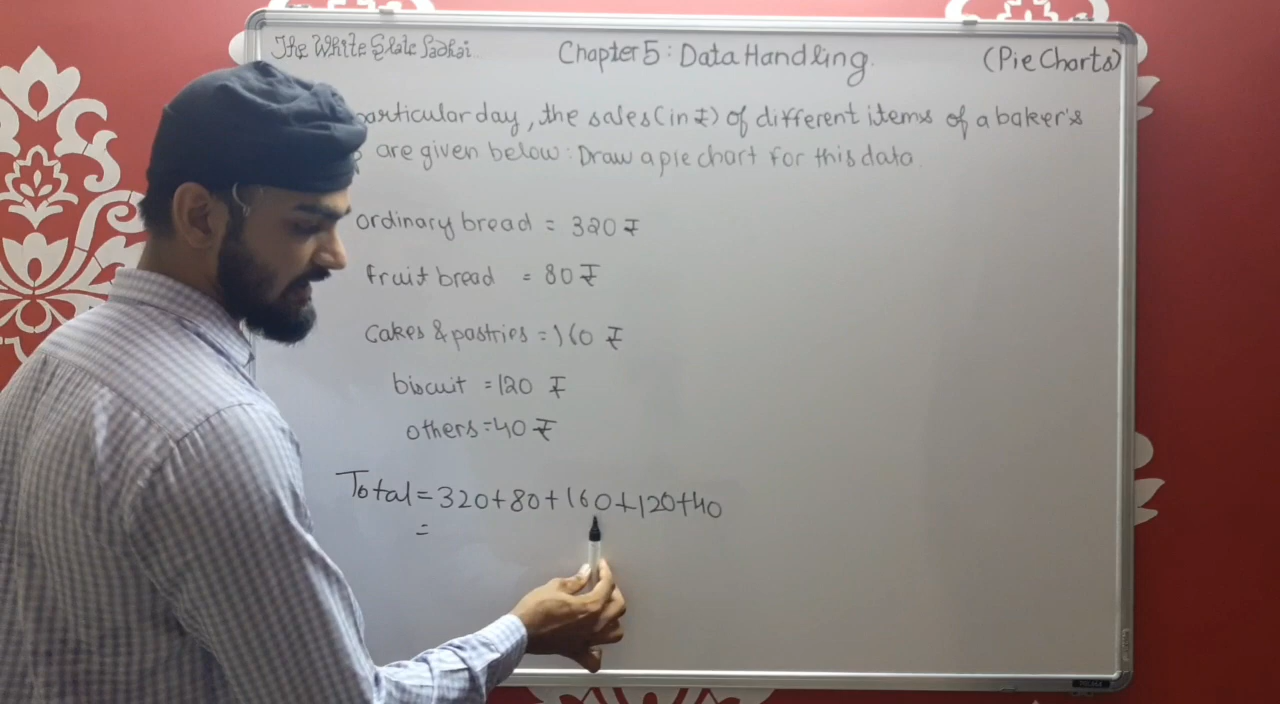 The White Slate Padhai
Chapter 5: Data Handling. (Pie Charts)
particular day, the sales (in ₹) of different items of a baker's
are given below: Draw a pie chart for this data.
ordinary bread = 320 ₹
fruit bread = 80 ₹
Cakes & pastries = 160 ₹
biscuit = 120 ₹
others = 40 ₹
Total = 320+80+160+120+40
=